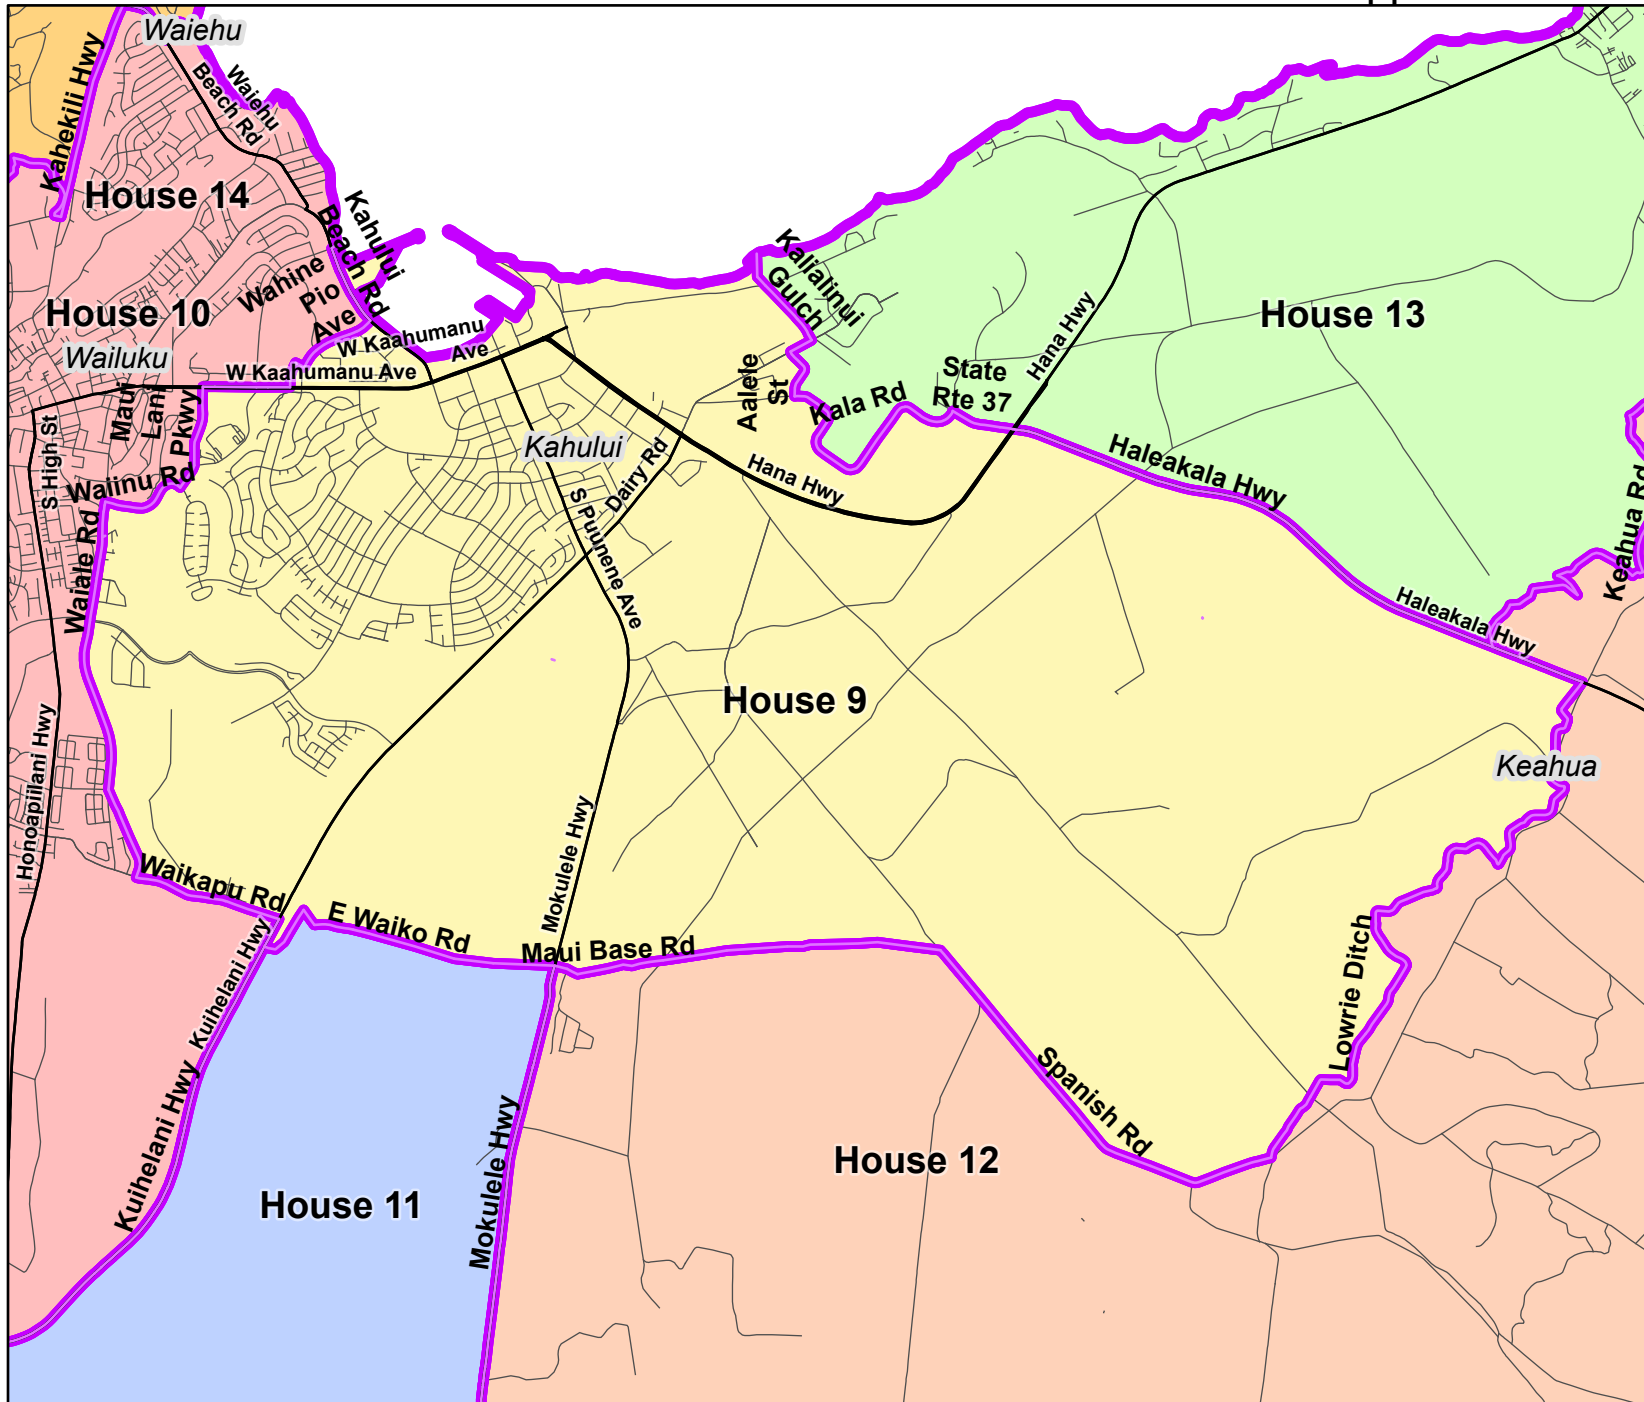 Waiehu
Kahekili Hwy
Waiehu
Beach Rd
House 14
Kahului
Beach Rd
Wahine
Pio
Ave
House 10
Wailuku
W Kaahumanu
Ave
W Kaahumanu Ave
Maui
Lani
Pkwy
S High St
Waiinu Rd
Waiale Rd
Kahului
Dairy Rd
S Puunene Ave
Kalialinui
Gulch
Aalele
St
Kala Rd
State
Rte 37
Hana Hwy
Hana Hwy
House 13
Haleakala Hwy
Haleakala Hwy
Keahua Rd
House 9
Keahua
Honoapiilani Hwy
Waikapu Rd
Kuihelani Hwy
E Waiko Rd
Mokulele Hwy
Maui Base Rd
Lowrie Ditch
Spanish Rd
Kuihelani Hwy
House 11
Mokulele Hwy
House 12